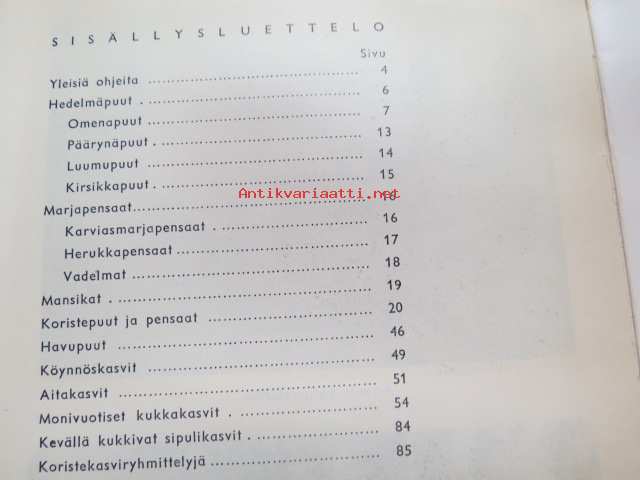 SISÄLLYSLUETTELO
Sivu
Yleisiä ohjeita ........ 4
Hedelmäpuut ........ 6
Omenapuut ........ 7
Päärynäpuut ........ 13
Luumupuut ........ 14
Kirsikkapuut ........ 15
Antikvariaatti.net
Marjapensaat ........ 16
Karviasmarjapensaat ........ 16
Herukkapensaat ........ 17
Vadelmat ........ 18
Mansikat ........ 19
Koristepuut ja pensaat ........ 20
Havupuut ........ 46
Köynnöskasvit ........ 49
Aitakasvit ........ 51
Monivuotiset kukkakasvit ........ 54
Kevällä kukkivat sipulikasvit ........ 84
Koristekasviryhmittelyjä ........ 85